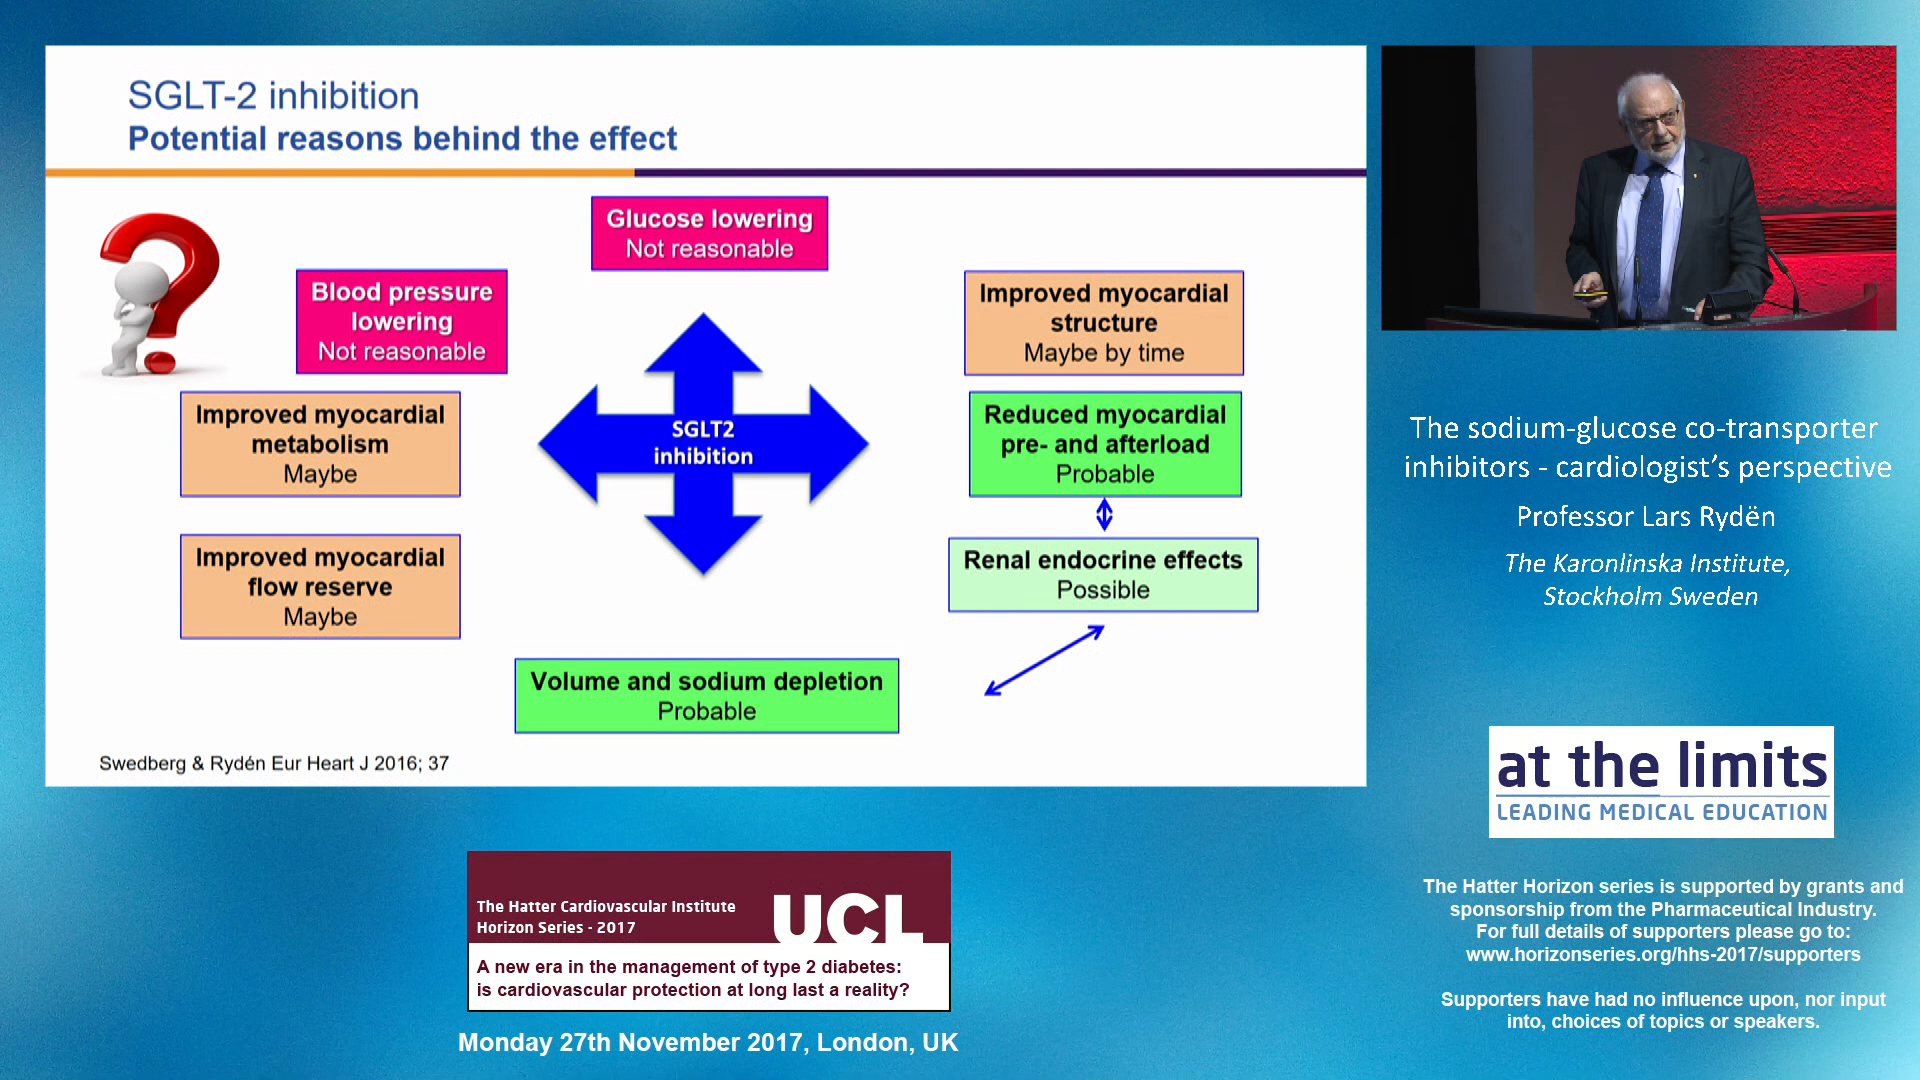 SGLT-2 inhibition
Potential reasons behind the effect
Glucose lowering
Not reasonable
Blood pressure
lowering
Not reasonable
Improved myocardial
structure
Maybe by time
Improved myocardial
metabolism
Maybe
SGLT2
inhibition
Reduced myocardial
pre- and afterload
Probable
Improved myocardial
flow reserve
Maybe
Renal endocrine effects
Possible
Volume and sodium depletion
Probable
Swedberg & Rydén Eur Heart J 2016; 37
The sodium-glucose co-transporter
inhibitors - cardiologist's perspective
Professor Lars Rydën
The Karonlinska Institute,
Stockholm Sweden
at the limits
LEADING MEDICAL EDUCATION
The Hatter Horizon series is supported by grants and
sponsorship from the Pharmaceutical Industry.
For full details of supporters please go to:
www.horizonseries.org/hhs-2017/supporters
Supporters have had no influence upon, nor input
into, choices of topics or speakers.
The Hatter Cardiovascular Institute
Horizon Series - 2017
UCL
A new era in the management of type 2 diabetes:
is cardiovascular protection at long last a reality?
Monday 27th November 2017, London, UK